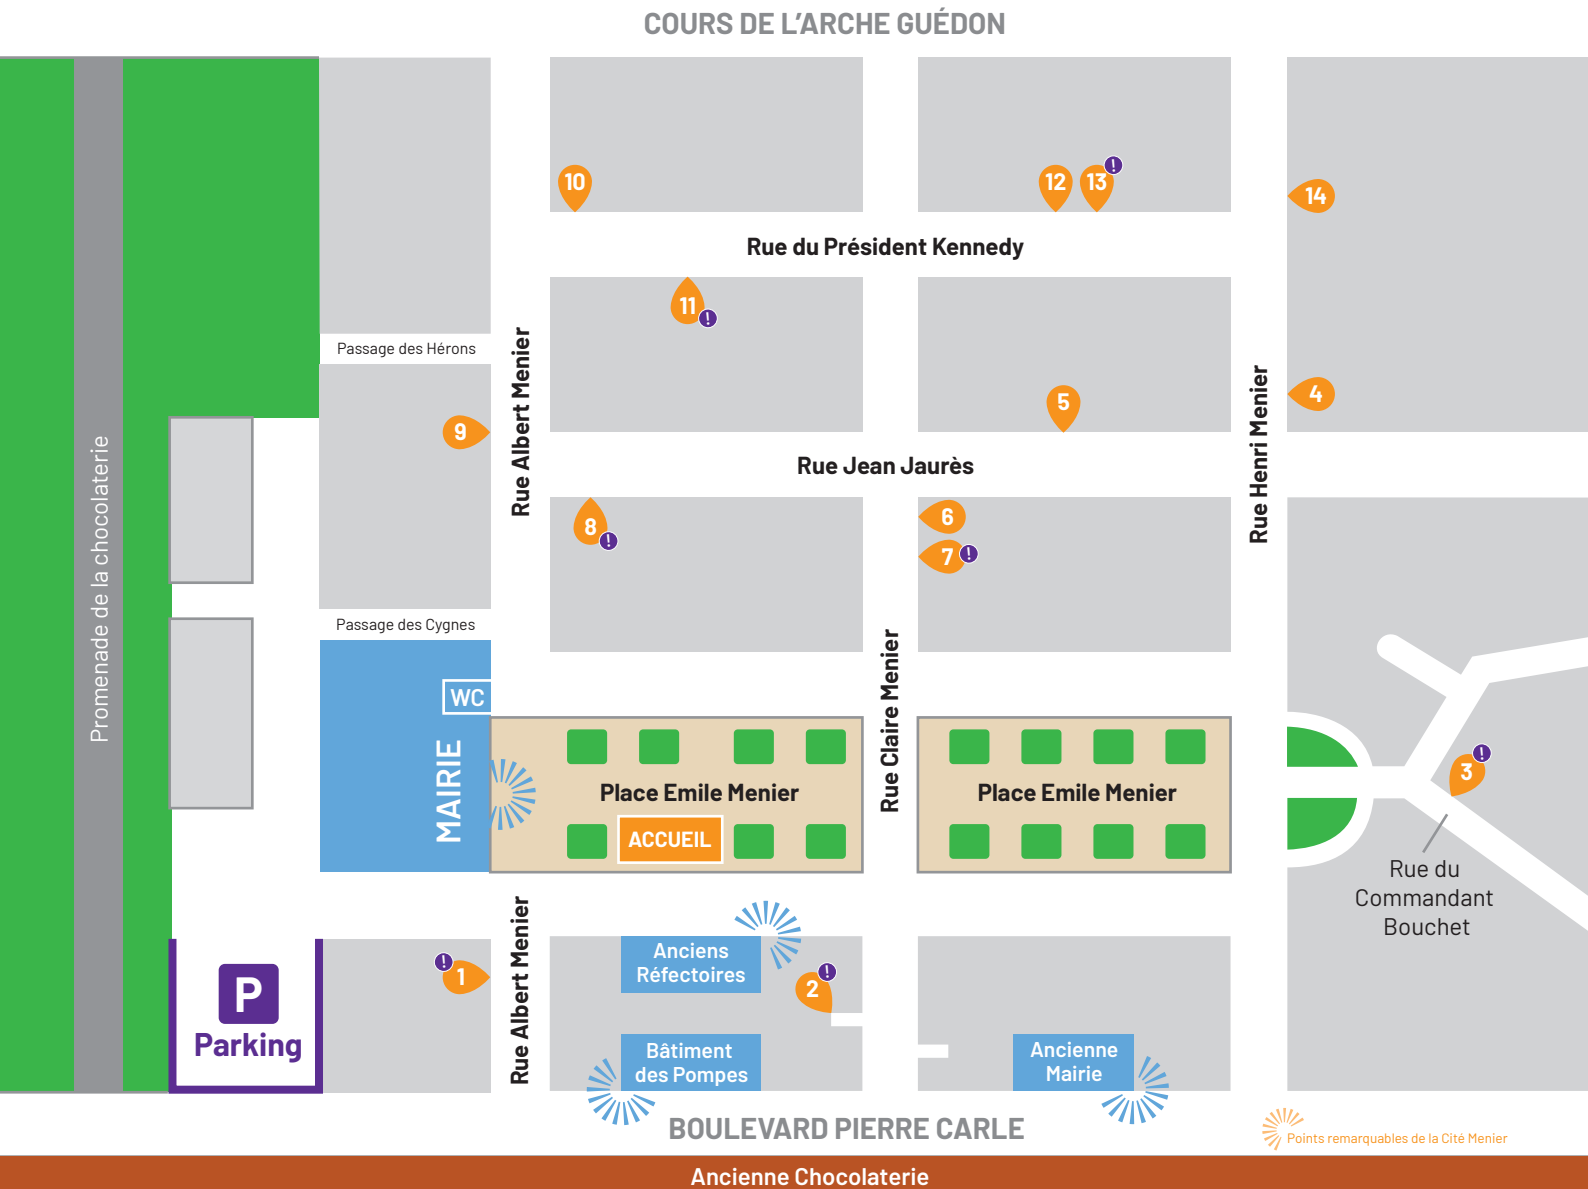 COURS DE L'ARCHE GUÉDON
10
12
13
!
14
Rue du Président Kennedy
11
!
Passage des Hérons
Rue Albert Menier
9
5
4
Rue Henri Menier
Rue Jean Jaurès
Promenade de la chocolaterie
8
!
6
7
!
Passage des Cygnes
WC
MAIRIE
Rue Claire Menier
Place Emile Menier
ACCUEIL
Place Emile Menier
3
!
Rue du
Commandant
Bouchet
P
Parking
!
1
Rue Albert Menier
Anciens
Réfectoires
2
!
Bâtiment
des Pompes
Ancienne
Mairie
BOULEVARD PIERRE CARLE
Points remarquables de la Cité Menier
Ancienne Chocolaterie